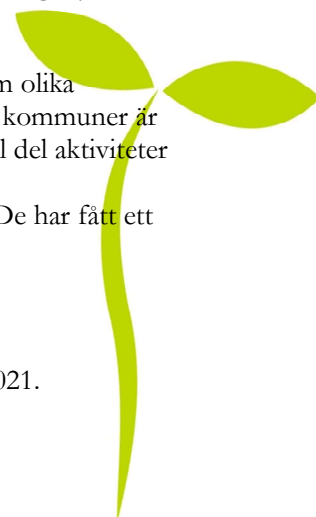 olika
kommuner är
del aktiviteter
De har fått ett
021.